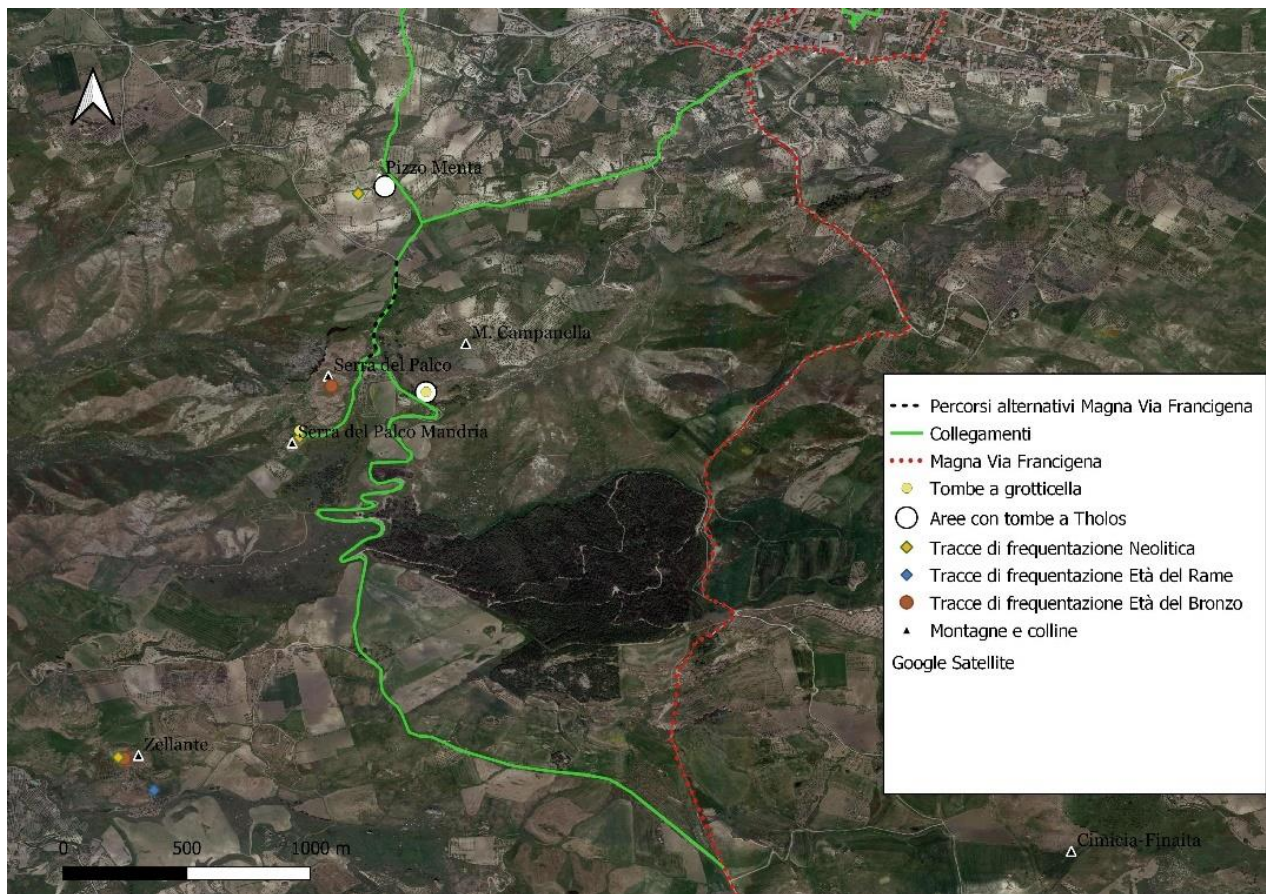 Pizzo Menta
M. Campanella
Serra del Palco
Serra del Palco Mandria
Zellante
Cimicia-Finaita
0 500 1000 m
Percorsi alternativi Magna Via Francigena
Collegamenti
Magna Via Francigena
Tombe a grotticella
Aree con tombe a Tholos
Tracce di frequentazione Neolitica
Tracce di frequentazione Età del Rame
Tracce di frequentazione Età del Bronzo
Montagne e colline
Google Satellite